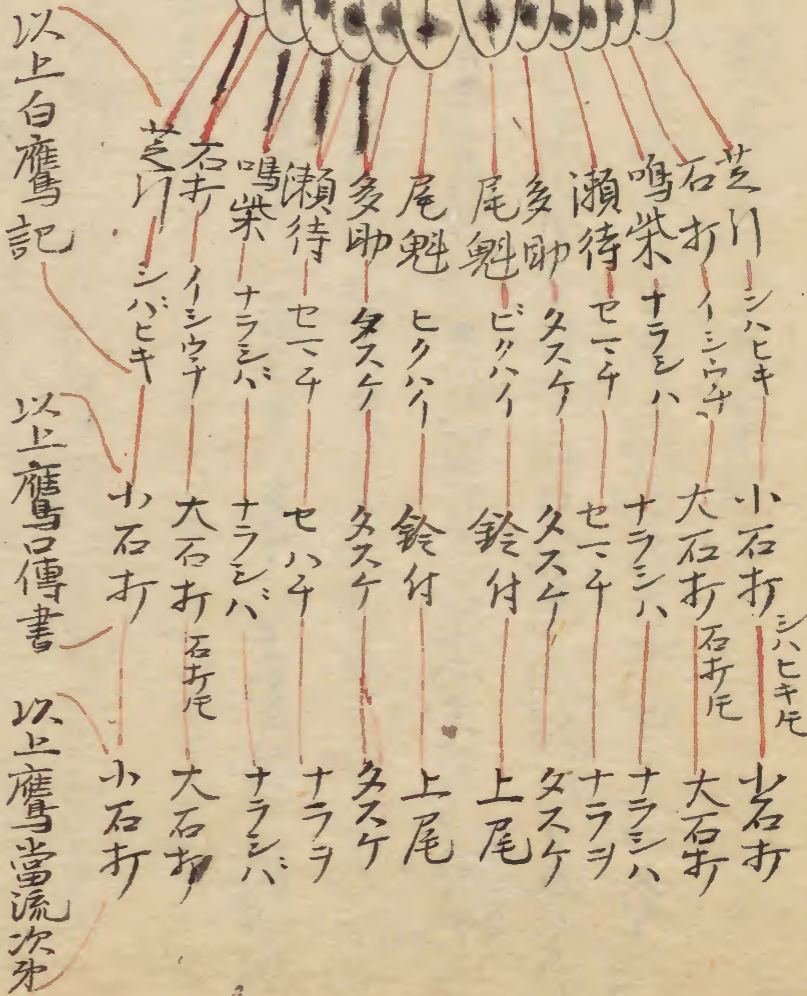 芝引 シハヒキ
石打 イシウチ
鳴柴 ナラシハ
瀬待 セマチ
多助 タスケ
尾魁 ビクハイ
尾魁 ヒクハイ
多助 タスケ
瀬待 セマチ
鳴柴 ナラシバ
石打 イシウチ
芝引 シバヒキ
以上白鷹記
小石打 シハヒキ𪜈
大石打 石打𪜈
ナラシハ
セマチ
タスケ
鈴付
鈴付
タスケ
セハチ
ナラシバ
大石打 石打𪜈
小石打
以上鷹口傳書
小石打
大石打
ナラシハ
ナラヲ
タスケ
上尾
上尾
タスケ
ナラヲ
ナラシバ
大石打
小石打
以上鷹當流次㐧